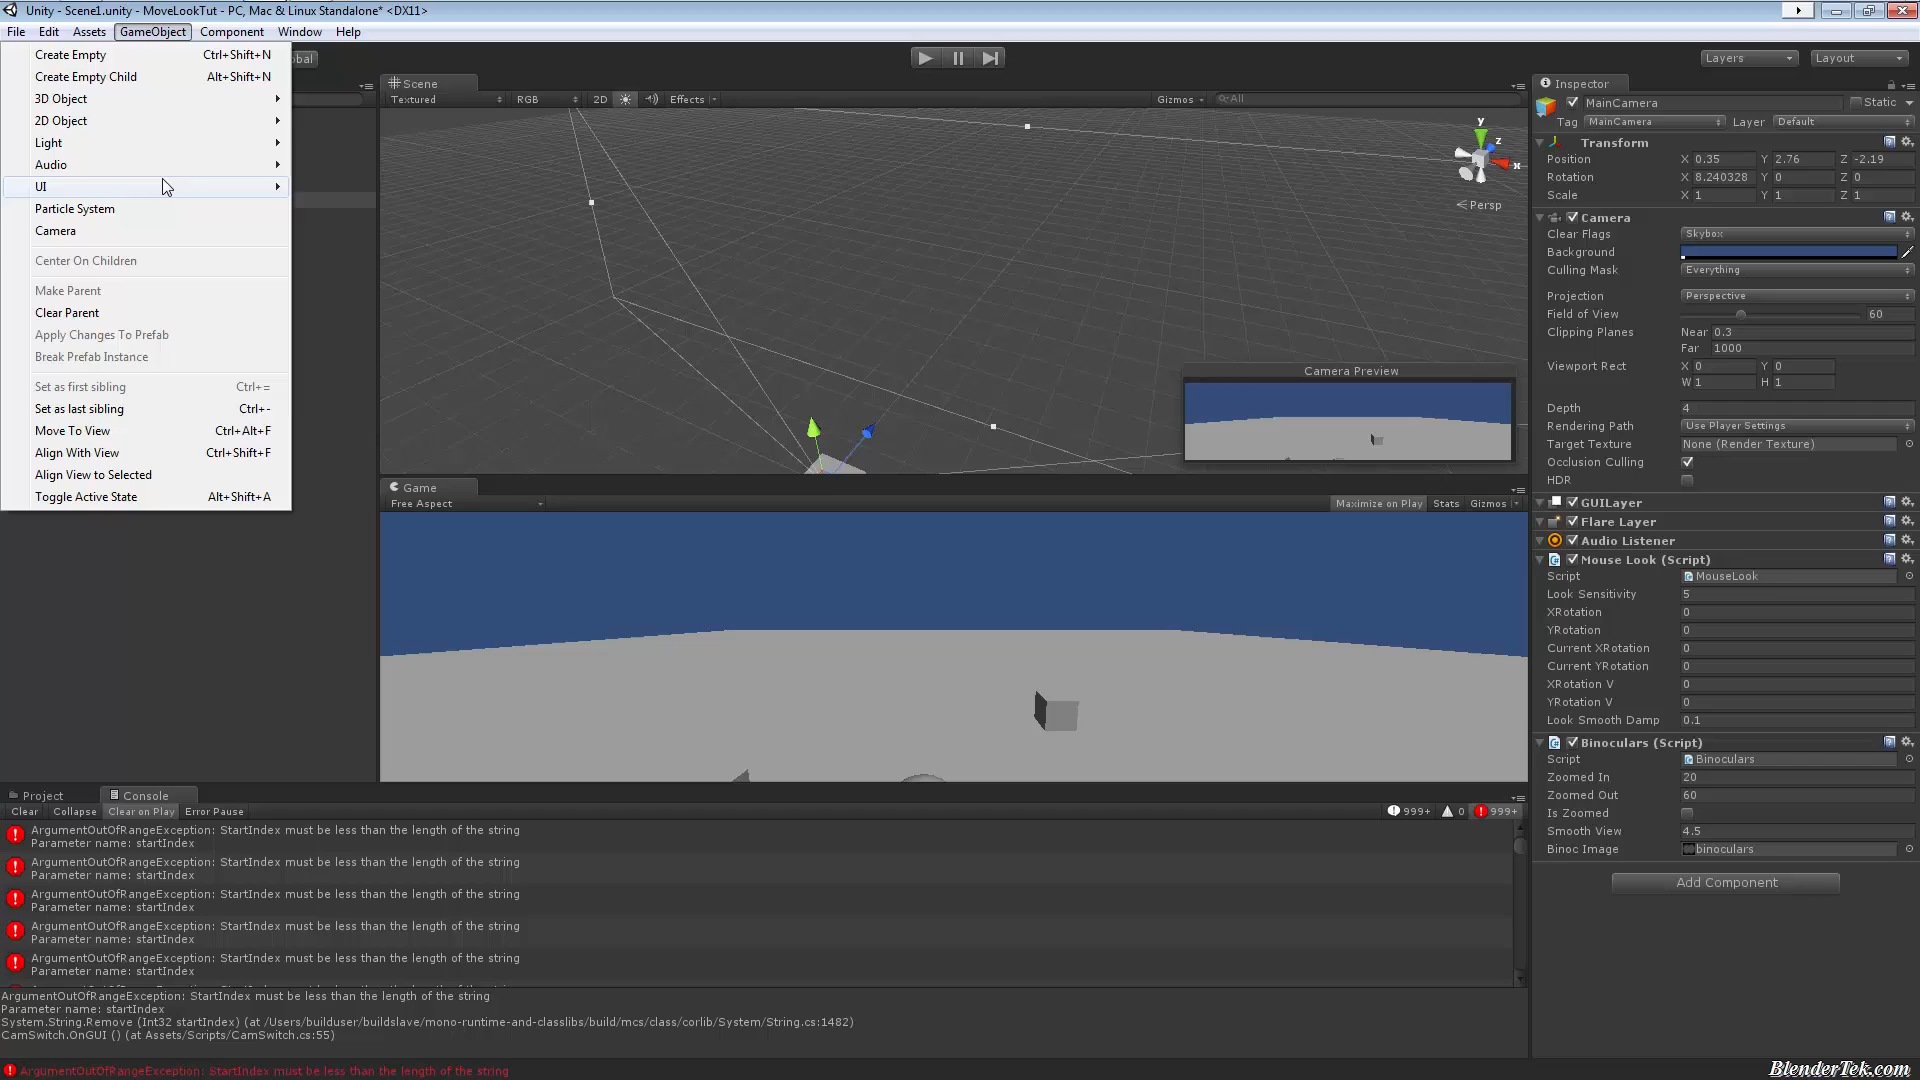 Unity - Scene1.unity - MoveLookTut - PC, Mac & Linux Standalone* <DX11>
File Edit Assets GameObject Component Window Help
Create Empty Ctrl+Shift+N
Create Empty Child Alt+Shift+N
3D Object
2D Object
Light
Audio
UI
Particle System
Camera
Center On Children
Make Parent
Clear Parent
Apply Changes To Prefab
Break Prefab Instance
Set as first sibling Ctrl+=
Set as last sibling Ctrl+-
Move To View Ctrl+Alt+F
Align With View Ctrl+Shift+F
Align View to Selected
Toggle Active State Alt+Shift+A
Layers Layout
Scene
Textured RGB 2D Effects Gizmos All
y
z
x
Persp
Camera Preview
Game
Free Aspect Maximize on Play Stats Gizmos
Inspector
MainCamera Static
Tag MainCamera Layer Default
Transform
Position X 0.35 Y 2.76 Z -2.19
Rotation X 8.240328 Y 0 Z 0
Scale X 1 Y 1 Z 1
Camera
Clear Flags Skybox
Background
Culling Mask Everything
Projection Perspective
Field of View 60
Clipping Planes Near 0.3
Far 1000
Viewport Rect X 0 Y 0
W 1 H 1
Depth 4
Rendering Path Use Player Settings
Target Texture None (Render Texture)
Occlusion Culling
HDR
GUILayer
Flare Layer
Audio Listener
Mouse Look (Script)
Script MouseLook
Look Sensitivity 5
XRotation 0
YRotation 0
Current XRotation 0
Current YRotation 0
XRotation V 0
YRotation V 0
Look Smooth Damp 0.1
Binoculars (Script)
Script Binoculars
Zoomed In 20
Zoomed Out 60
Is Zoomed
Smooth View 4.5
Binoc Image binoculars
Add Component
Project Console
Clear Collapse Clear on Play Error Pause 999+ 0 999+
ArgumentOutOfRangeException: StartIndex must be less than the length of the string
Parameter name: startIndex
ArgumentOutOfRangeException: StartIndex must be less than the length of the string
Parameter name: startIndex
ArgumentOutOfRangeException: StartIndex must be less than the length of the string
Parameter name: startIndex
ArgumentOutOfRangeException: StartIndex must be less than the length of the string
Parameter name: startIndex
ArgumentOutOfRangeException: StartIndex must be less than the length of the string
Parameter name: startIndex
ArgumentOutOfRangeException: StartIndex must be less than the length of the string
Parameter name: startIndex
System.String.Remove (Int32 startIndex) (at /Users/builduser/buildslave/mono-runtime-and-classlibs/build/mcs/class/corlib/System/String.cs:1482)
CamSwitch.OnGUI () (at Assets/Scripts/CamSwitch.cs:55)
ArgumentOutOfRangeException: StartIndex must be less than the length of the string
BlenderTek.com